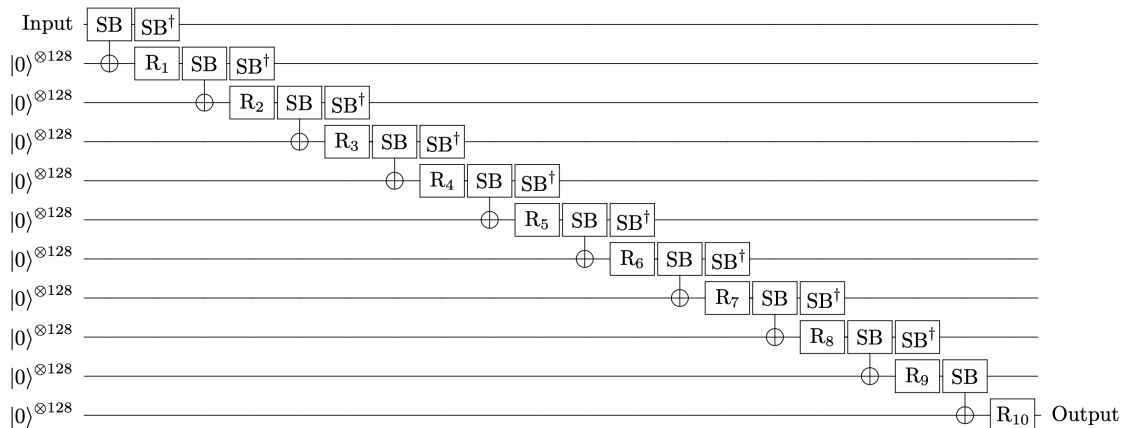 Input SB SB†
|0⟩⊗128 R₁ SB SB†
|0⟩⊗128 R₂ SB SB†
|0⟩⊗128 R₃ SB SB†
|0⟩⊗128 R₄ SB SB†
|0⟩⊗128 R₅ SB SB†
|0⟩⊗128 R₆ SB SB†
|0⟩⊗128 R₇ SB SB†
|0⟩⊗128 R₈ SB SB†
|0⟩⊗128 R₉ SB
|0⟩⊗128 R₁₀ Output